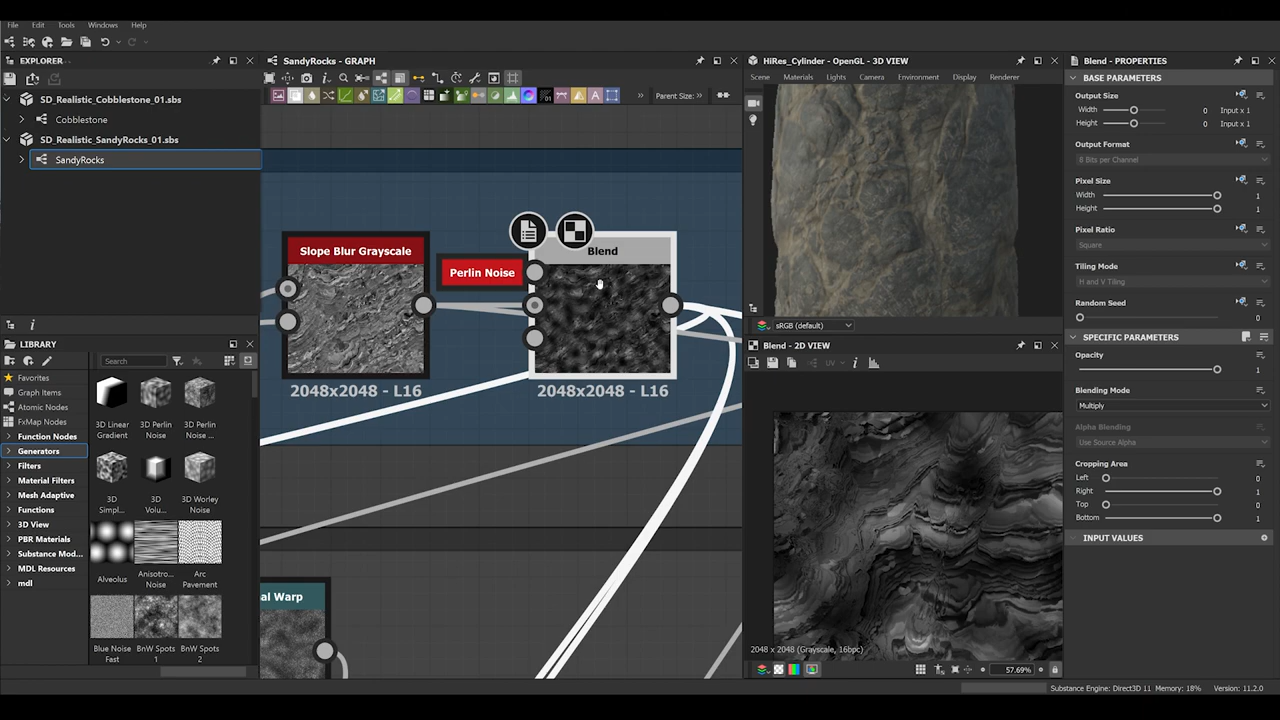 File Edit Tools Windows Help
EXPLORER
SD_Realistic_Cobblestone_01.sbs
Cobblestone
SD_Realistic_SandyRocks_01.sbs
SandyRocks
LIBRARY
Search
Favorites
Graph Items
Atomic Nodes
FxMap Nodes
Function Nodes
Generators
Filters
Material Filters
Mesh Adaptive
Functions
3D View
PBR Materials
Substance Mod...
MDL Resources
mdl
3D Linear Gradient
3D Perlin Noise
3D Perlin Noise ...
3D Simpl...
3D Volu...
3D Worley Noise
Alveolus
Anisotro... Noise
Arc Pavement
Blue Noise Fast
BnW Spots 1
BnW Spots 2
SandyRocks - GRAPH
Parent Size:
Slope Blur Grayscale
2048x2048 - L16
Perlin Noise
Blend
2048x2048 - L16
al Warp
HiRes_Cylinder - OpenGL - 3D VIEW
Scene Materials Lights Camera Environment Display Renderer
sRGB (default)
Blend - 2D VIEW
UV
2048 x 2048 (Grayscale, 16bpc)
57.69%
Blend - PROPERTIES
BASE PARAMETERS
Output Size
Width 0 Input x 1
Height 0 Input x 1
Output Format
8 Bits per Channel
Pixel Size
Width 1
Height 1
Pixel Ratio
Square
Tiling Mode
H and V Tiling
Random Seed
0
SPECIFIC PARAMETERS
Opacity
1
Blending Mode
Multiply
Alpha Blending
Use Source Alpha
Cropping Area
Left 0
Right 1
Top 0
Bottom 1
INPUT VALUES
Substance Engine: Direct3D 11 Memory: 18% Version: 11.2.0